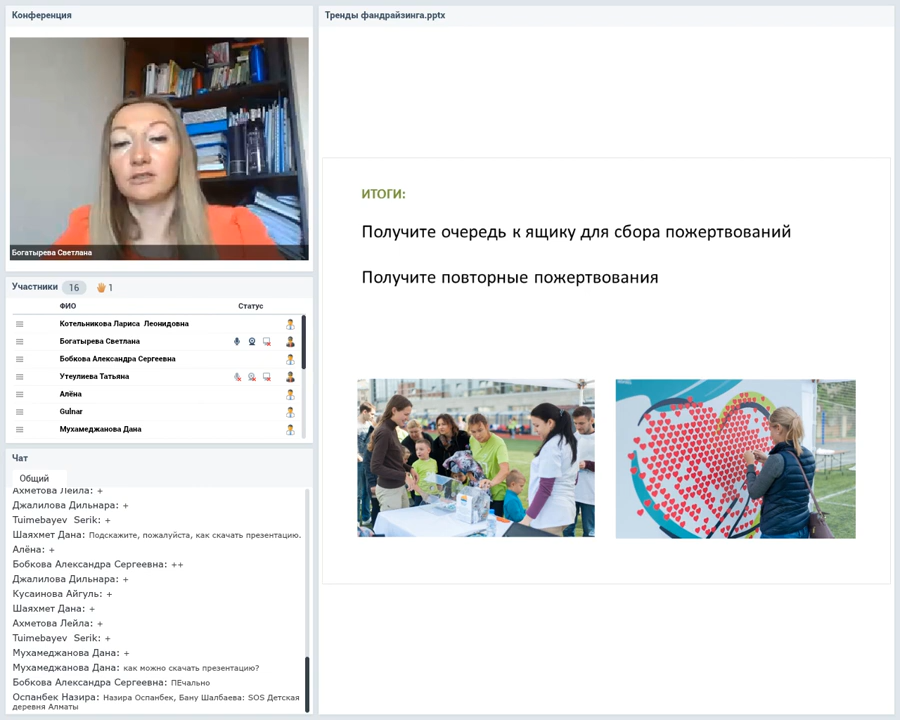 Конференция
Богатырева Светлана
Участники 16 1
ФИО Статус
Котельникова Лариса Леонидовна
Богатырева Светлана
Бобкова Александра Сергеевна
Утеулиева Татьяна
Алёна
Gulnar
Мухамеджанова Дана
Чат
Общий
Ахметова Лейла: +
Джалилова Дильнара: +
Tuimebayev Serik: +
Шаяхмет Дана: Подскажите, пожалуйста, как скачать презентацию.
Алёна: +
Бобкова Александра Сергеевна: ++
Джалилова Дильнара: +
Кусаинова Айгуль: +
Шаяхмет Дана: +
Ахметова Лейла: +
Tuimebayev Serik: +
Мухамеджанова Дана: +
Мухамеджанова Дана: как можно скачать презентацию?
Бобкова Александра Сергеевна: ПЕчально
Оспанбек Назира: Назира Оспанбек, Бану Шалбаева: SOS Детская
деревня Алматы
Тренды фандрайзинга.pptx
ИТОГИ:
Получите очередь к ящику для сбора пожертвований
Получите повторные пожертвования